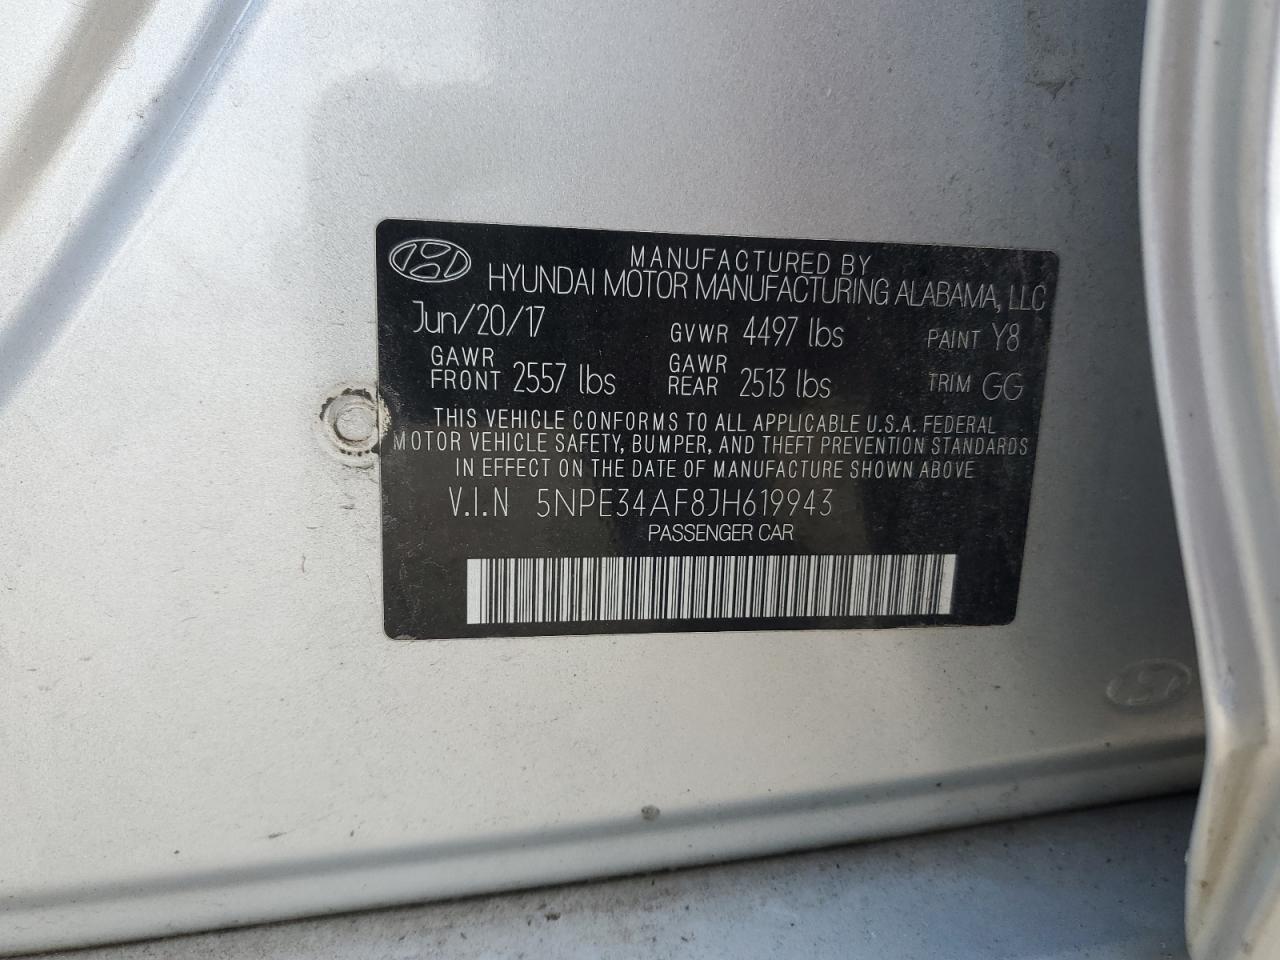 MANUFACTURED BY
HYUNDAI MOTOR MANUFACTURING ALABAMA, LLC
Jun/20/17 GVWR 4497 lbs PAINT Y8
GAWR FRONT 2557 lbs GAWR REAR 2513 lbs TRIM GG
THIS VEHICLE CONFORMS TO ALL APPLICABLE U.S.A. FEDERAL
MOTOR VEHICLE SAFETY, BUMPER, AND THEFT PREVENTION STANDARDS
IN EFFECT ON THE DATE OF MANUFACTURE SHOWN ABOVE
V.I.N 5NPE34AF8JH619943
PASSENGER CAR